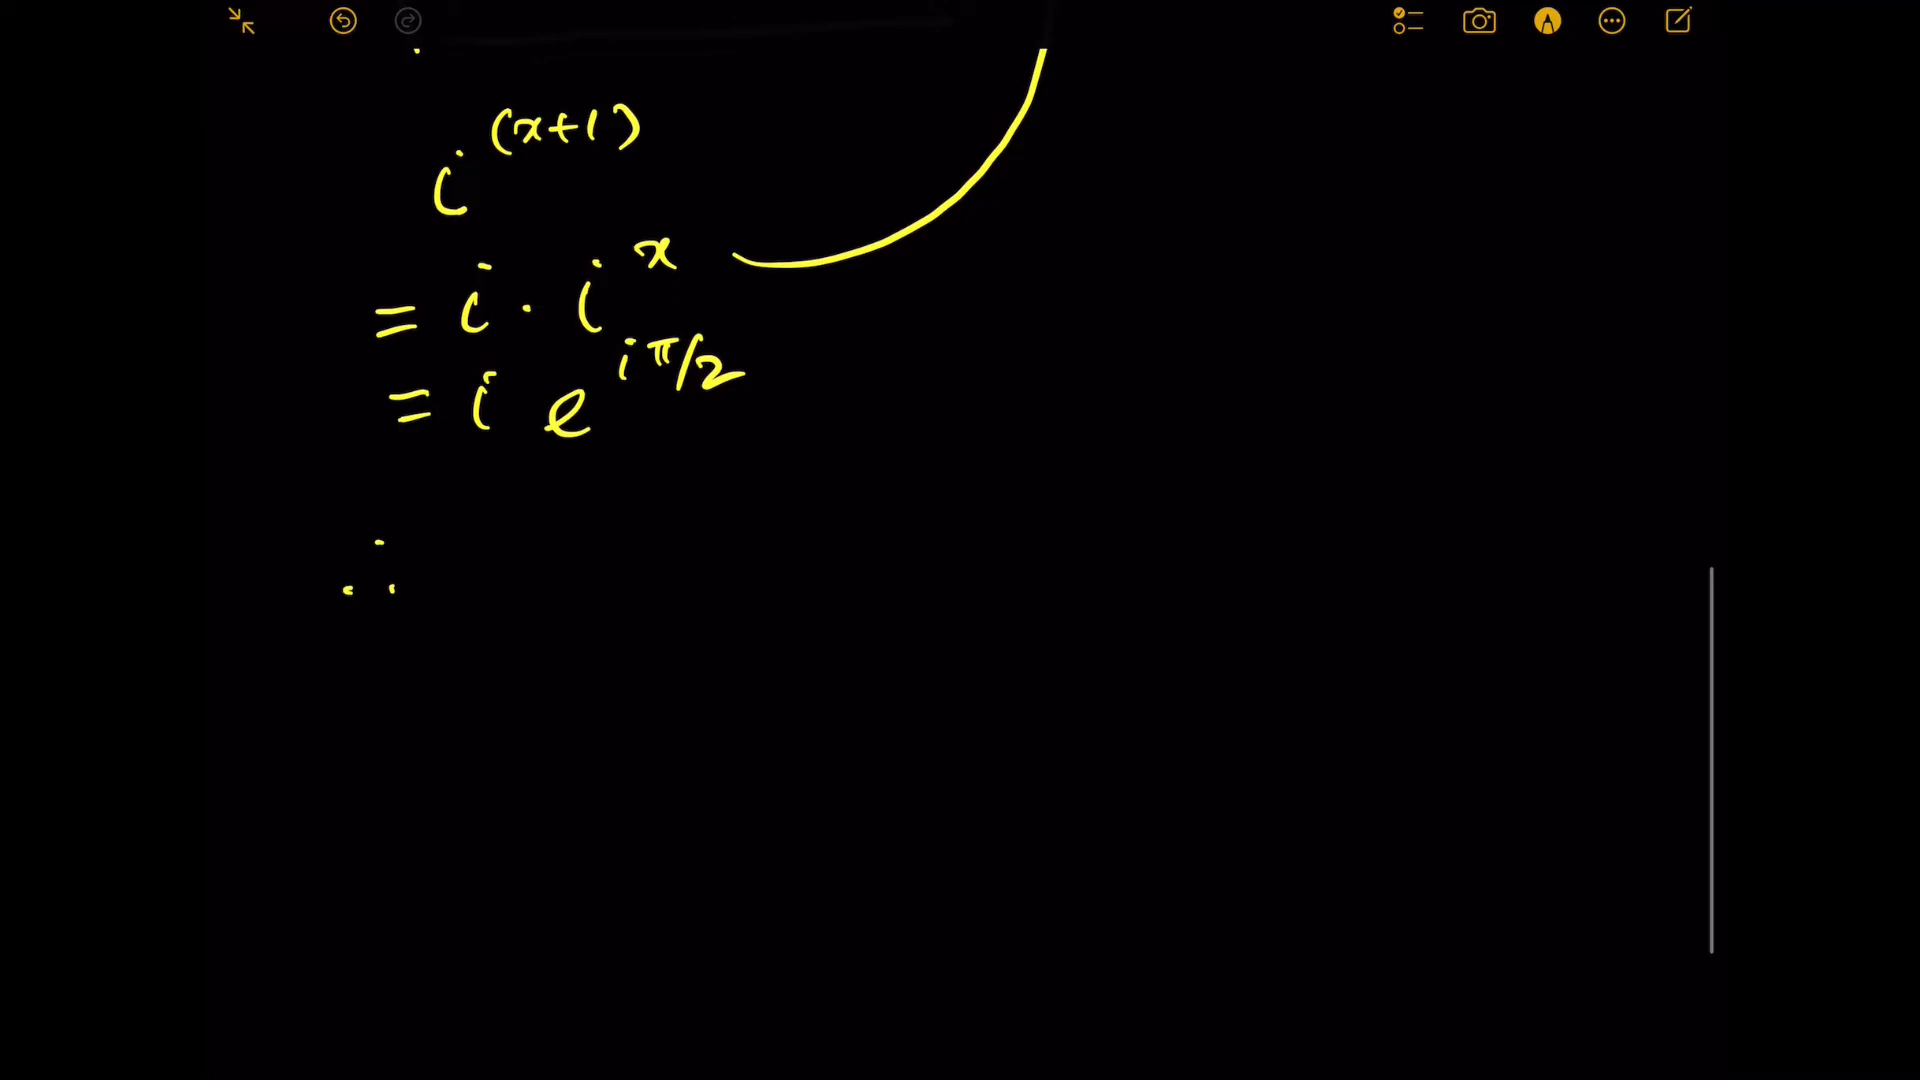 i^(x+1)
= i · i^x
= i e^iπ/2
∴